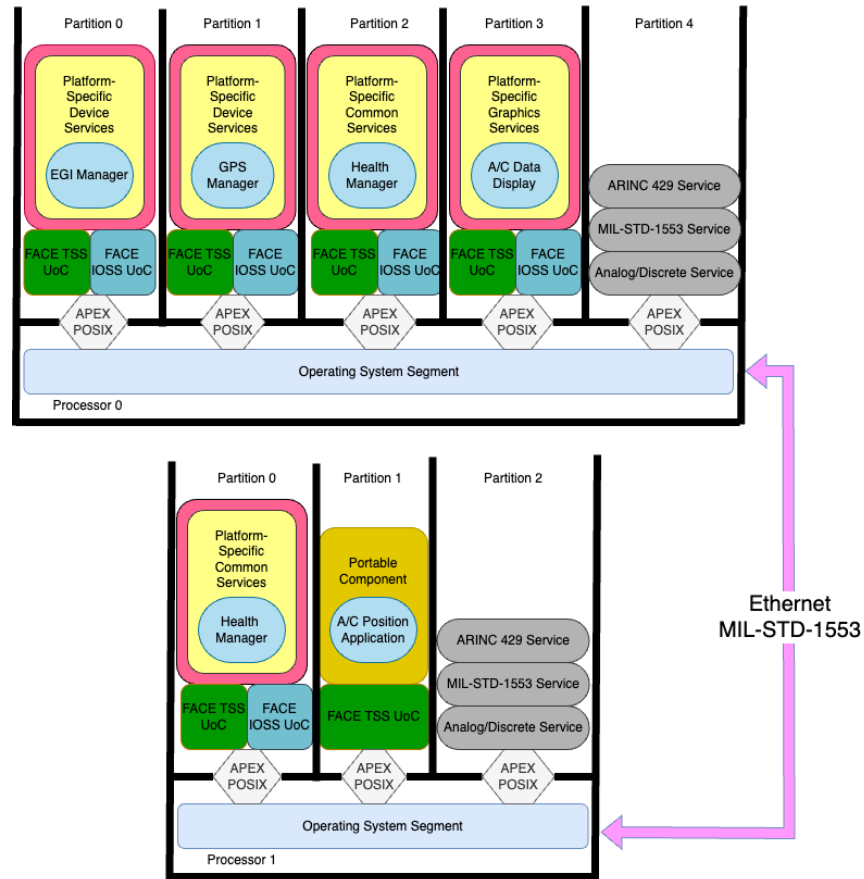 Partition 0
Partition 1
Partition 2
Partition 3
Partition 4
Platform-
Specific
Device
Services
EGI Manager
Platform-
Specific
Device
Services
GPS
Manager
Platform-
Specific
Common
Services
Health
Manager
Platform-
Specific
Graphics
Services
A/C Data
Display
ARINC 429 Service
MIL-STD-1553 Service
Analog/Discrete Service
FACE TSS
UoC
FACE
IOSS UoC
FACE TSS
UoC
FACE
IOSS UoC
FACE TSS
UoC
FACE
IOSS UoC
FACE TSS
UoC
FACE
IOSS UoC
APEX
POSIX
APEX
POSIX
APEX
POSIX
APEX
POSIX
APEX
POSIX
Operating System Segment
Processor 0
Partition 0
Partition 1
Partition 2
Platform-
Specific
Common
Services
Health
Manager
Portable
Component
A/C Position
Application
ARINC 429 Service
MIL-STD-1553 Service
Analog/Discrete Service
FACE TSS
UoC
FACE
IOSS UoC
FACE TSS UoC
APEX
POSIX
APEX
POSIX
APEX
POSIX
Operating System Segment
Processor 1
Ethernet
MIL-STD-1553